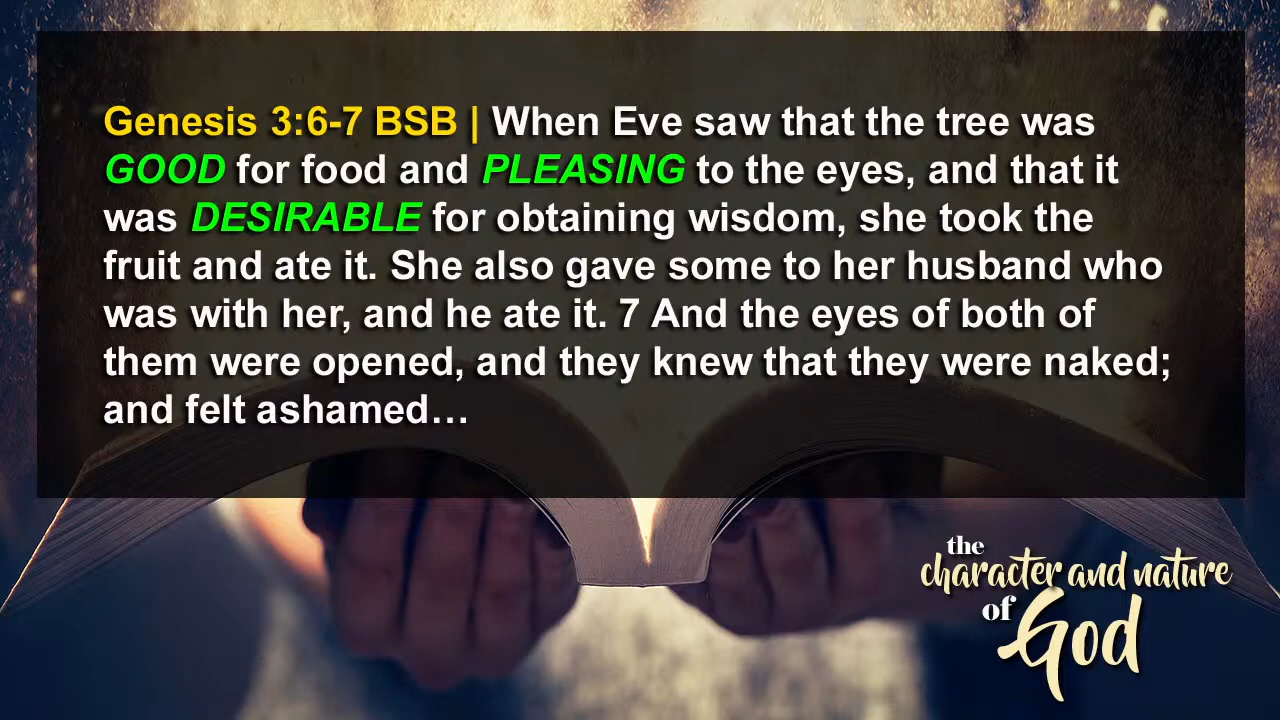 Genesis 3:6-7 BSB | When Eve saw that the tree was
GOOD for food and PLEASING to the eyes, and that it
was DESIRABLE for obtaining wisdom, she took the
fruit and ate it. She also gave some to her husband who
was with her, and he ate it. 7 And the eyes of both of
them were opened, and they knew that they were naked;
and felt ashamed…
the
character and nature
of God